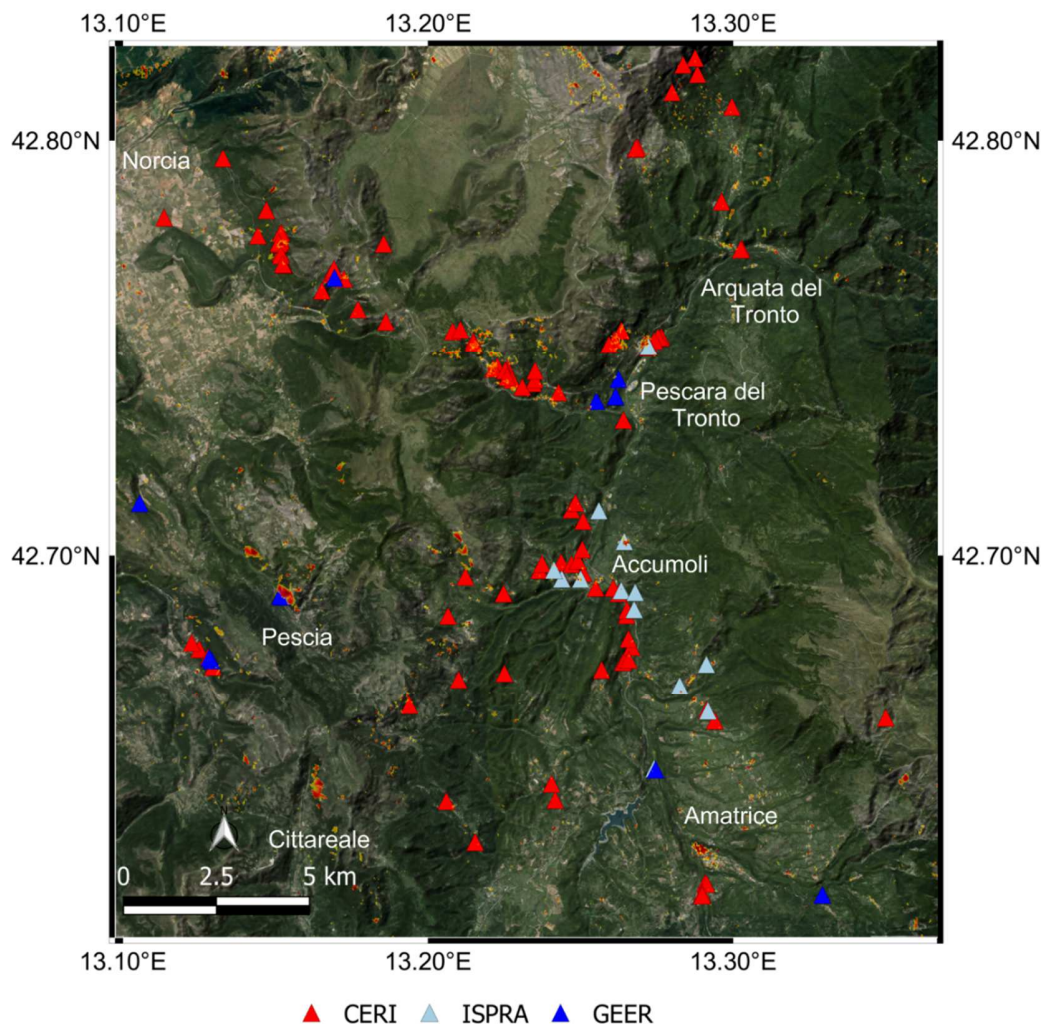 13.10°E 13.20°E 13.30°E
42.80°N 42.80°N
Norcia
Arquata del
Tronto
Pescara del
Tronto
42.70°N 42.70°N
Accumoli
Pescia
Amatrice
Cittareale
0 2.5 5 km
13.10°E 13.20°E 13.30°E
CERI ISPRA GEER